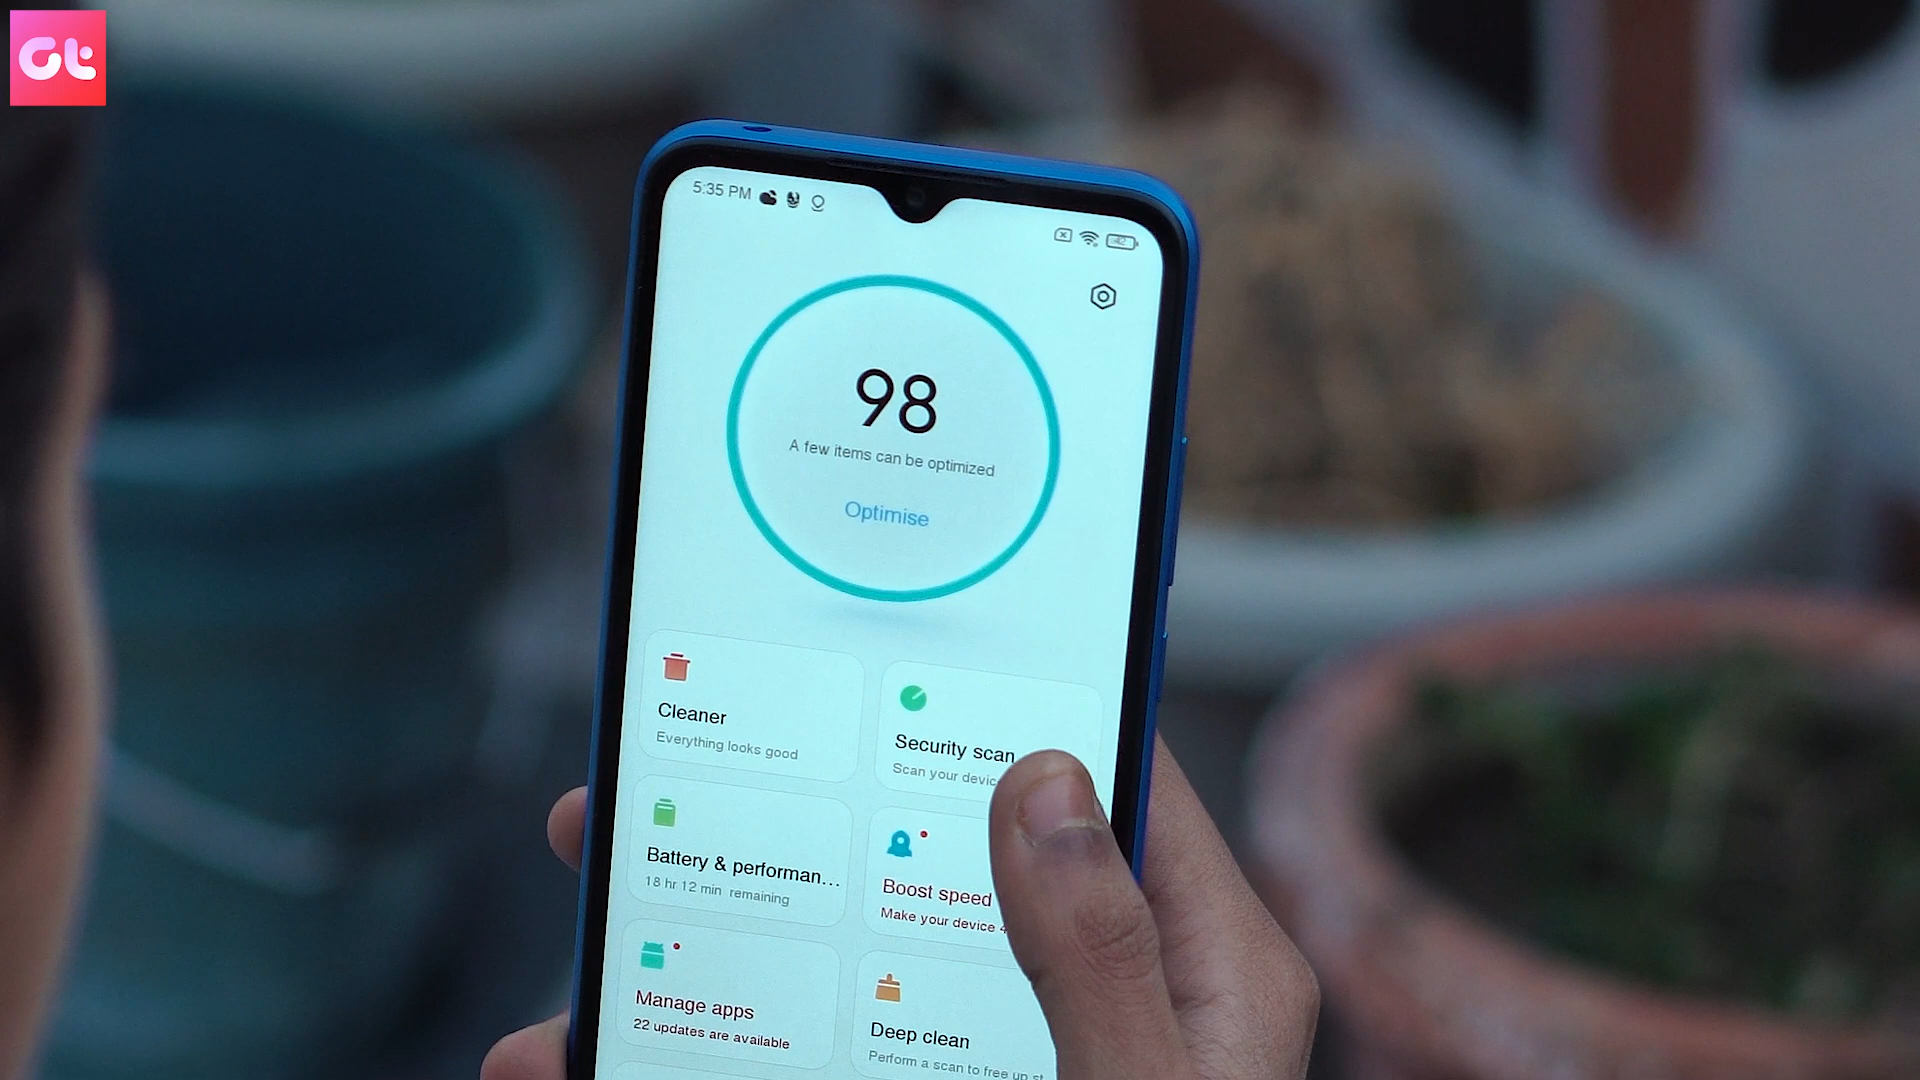 Gt
5:35 PM
42
98
A few items can be optimized
Optimise
Cleaner
Everything looks good
Security scan
Scan your devic
Battery & performan...
18 hr 12 min remaining
Boost speed
Make your device
Manage apps
22 updates are available
Deep clean
Perform a scan to free up